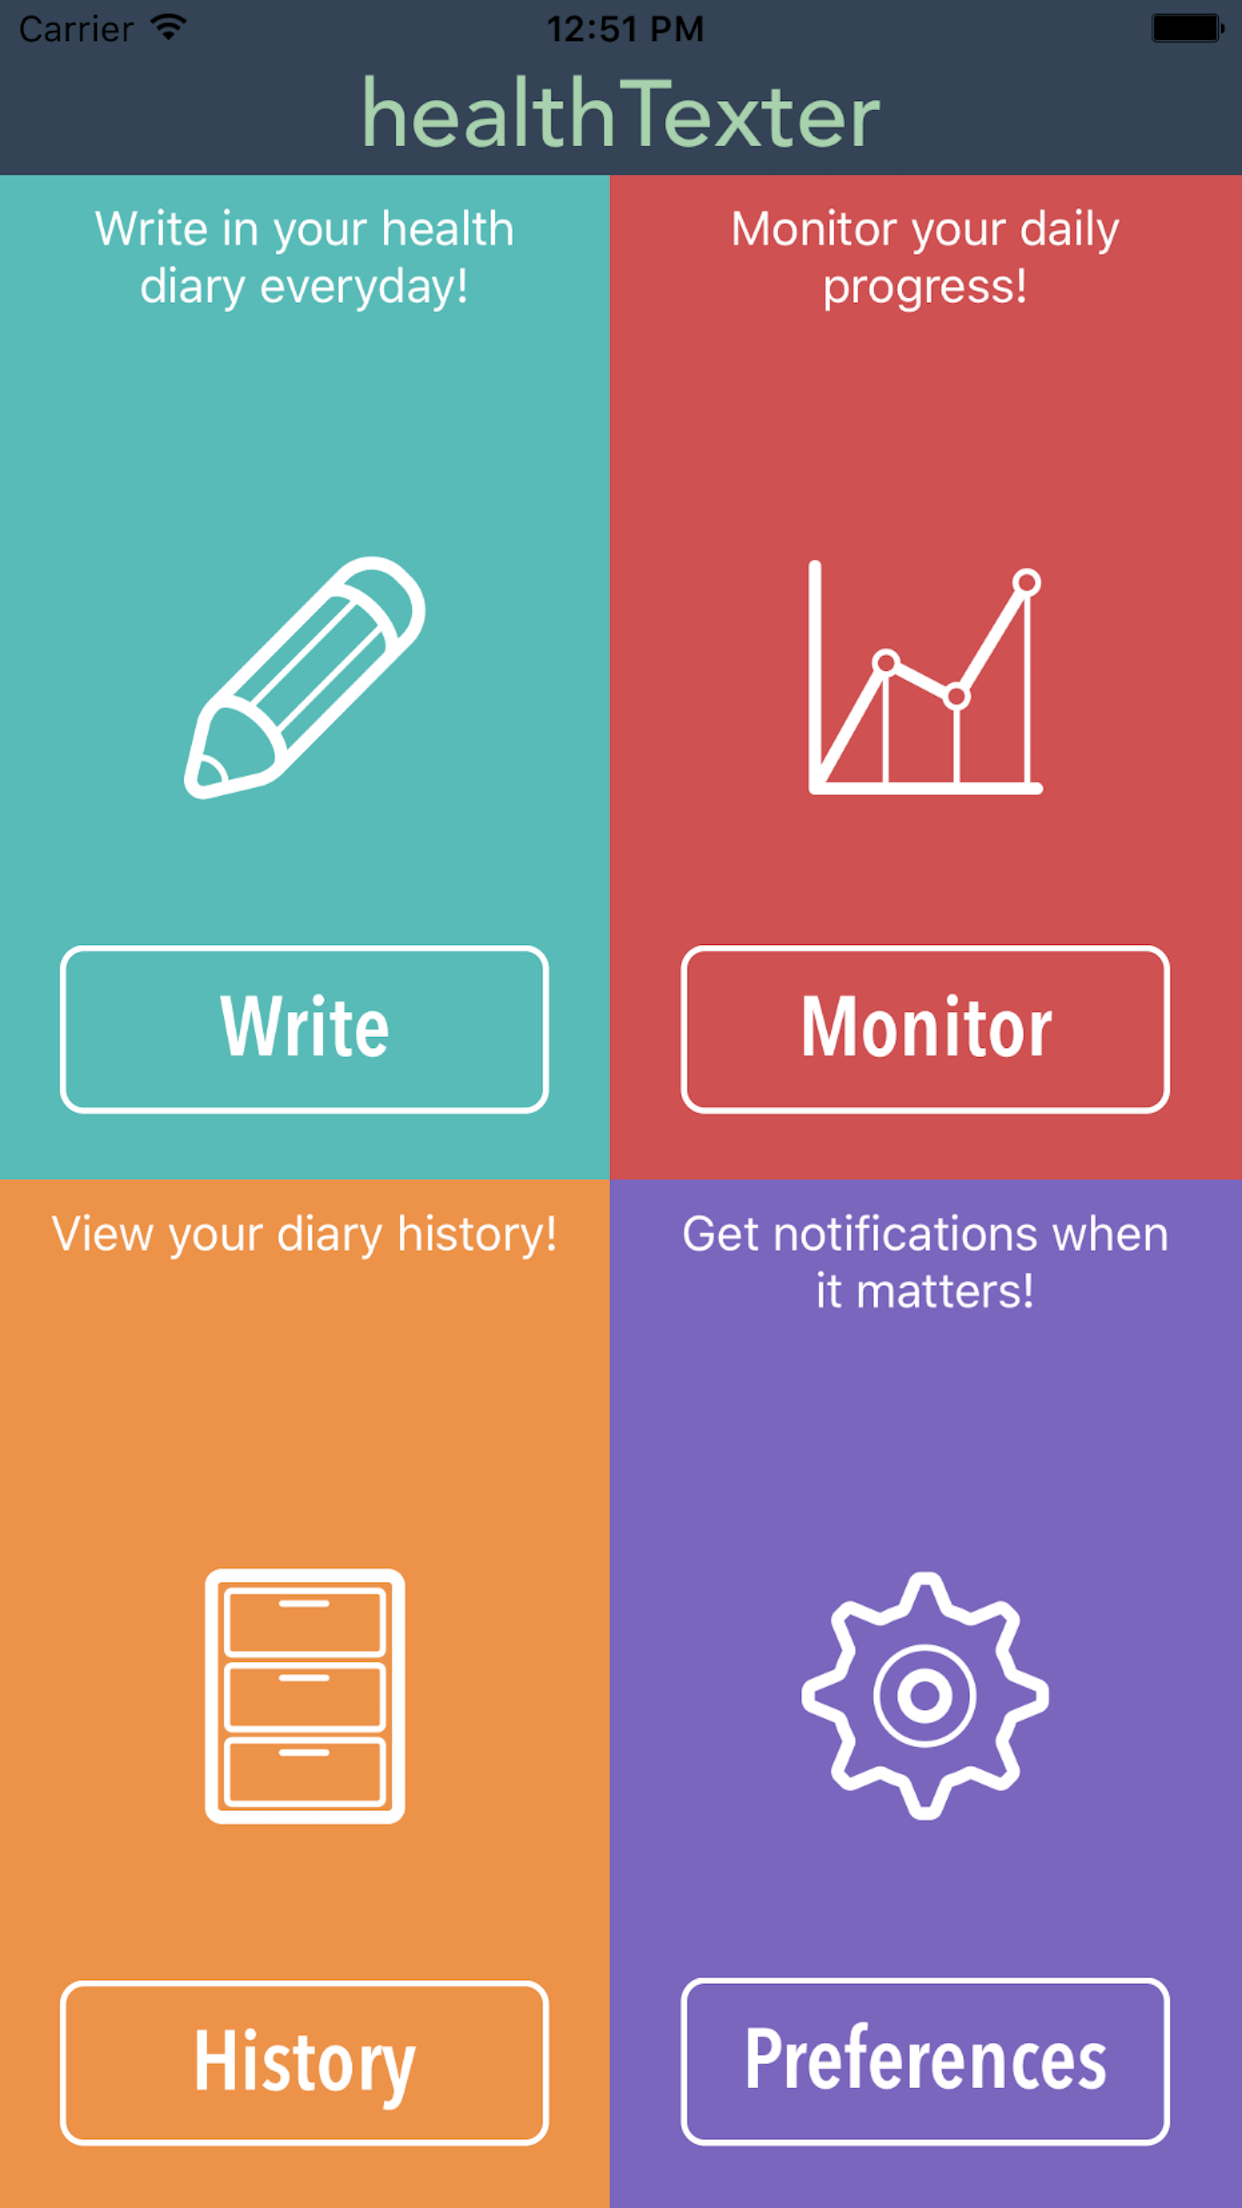 Carrier 12:51 PM
healthTexter
Write in your health
diary everyday!
Write
Monitor your daily
progress!
Monitor
View your diary history!
History
Get notifications when
it matters!
Preferences